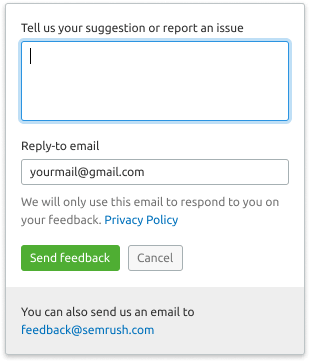 Tell us your suggestion or report an issue
Reply-to email
yourmail@gmail.com
We will only use this email to respond to you on
your feedback. Privacy Policy
Send feedback
Cancel
You can also send us an email to
feedback@semrush.com